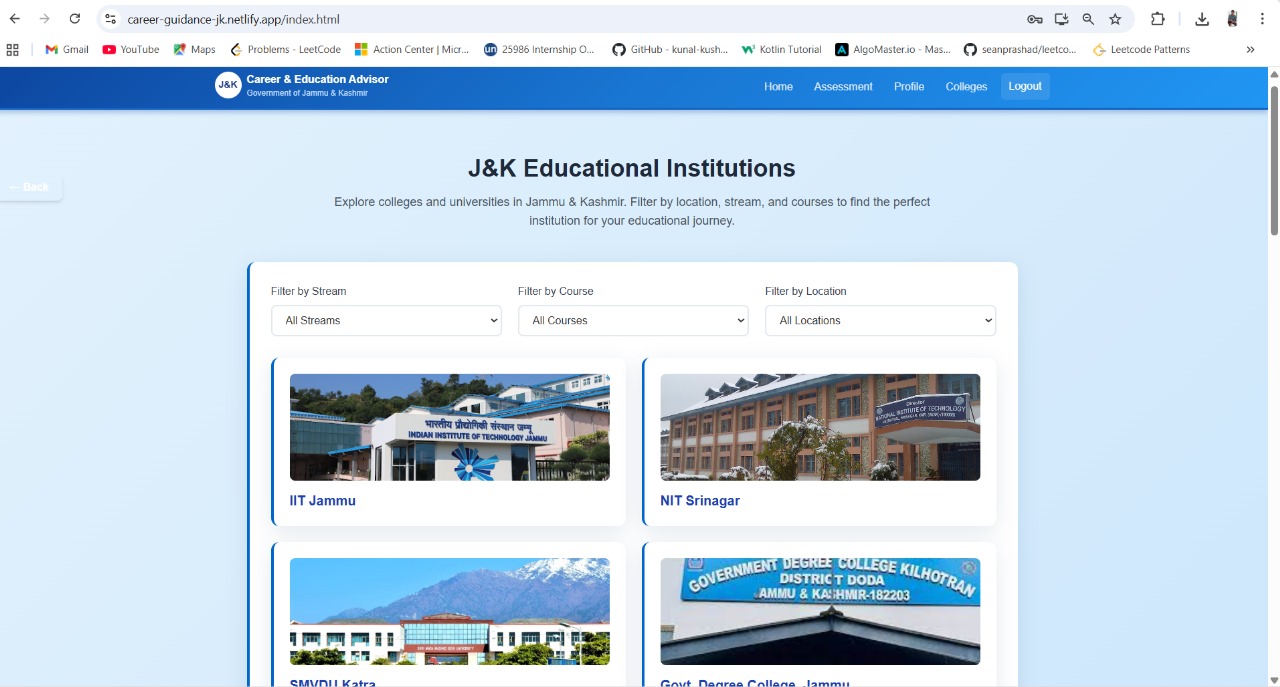 career-guidance-jk.netlify.app/index.html
Gmail
YouTube
Maps
Problems - LeetCode
Action Center | Micr...
25986 Internship O...
GitHub - kunal-kush...
Kotlin Tutorial
AlgoMaster.io - Mas...
seanprashad/leetco...
Leetcode Patterns
»
J&K
Career & Education Advisor
Government of Jammu & Kashmir
Home
Assessment
Profile
Colleges
Logout
← Back
J&K Educational Institutions
Explore colleges and universities in Jammu & Kashmir. Filter by location, stream, and courses to find the perfect
institution for your educational journey.
Filter by Stream
Filter by Course
Filter by Location
All Streams
All Courses
All Locations
भारतीय प्रौद्योगिकी संस्थान जम्मू
INDIAN INSTITUTE OF TECHNOLOGY JAMMU
Director
NATIONAL INSTITUTE OF TECHNOLOGY
IIT Jammu
NIT Srinagar
GOVERNMENT DEGREE COLLEGE KILHOTRAN
DISTRICT DODA
AMMU & KASHMIR-182203
SMVDU Katra
Govt. Degree College, Jammu